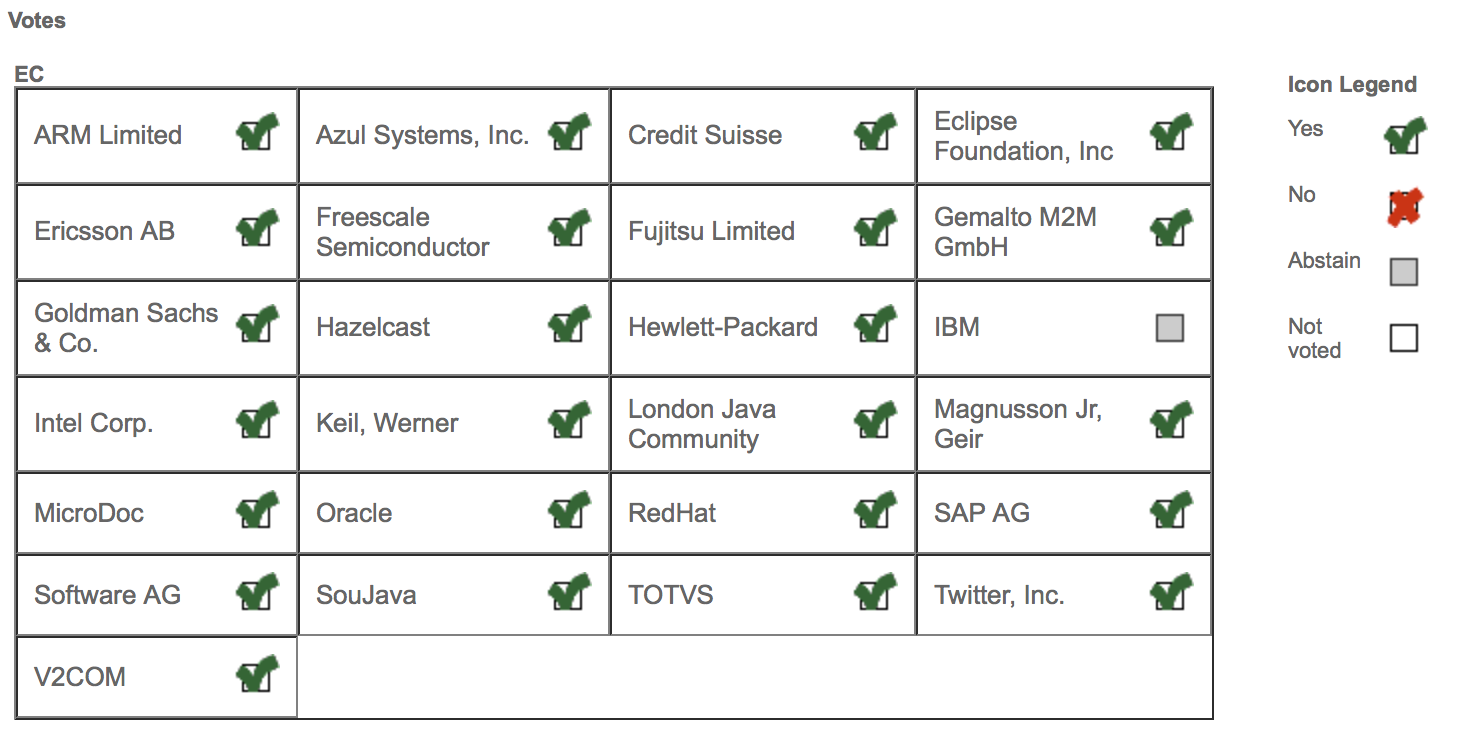 Votes
EC
Icon Legend
ARM Limited
Azul Systems, Inc.
Credit Suisse
Eclipse
Foundation, Inc
Yes
Ericsson AB
Freescale
Semiconductor
Fujitsu Limited
Gemalto M2M
GmbH
No
Abstain
Goldman Sachs
& Co.
Hazelcast
Hewlett-Packard
IBM
Not
voted
Intel Corp.
Keil, Werner
London Java
Community
Magnusson Jr,
Geir
MicroDoc
Oracle
RedHat
SAP AG
Software AG
SouJava
TOTVS
Twitter, Inc.
V2COM